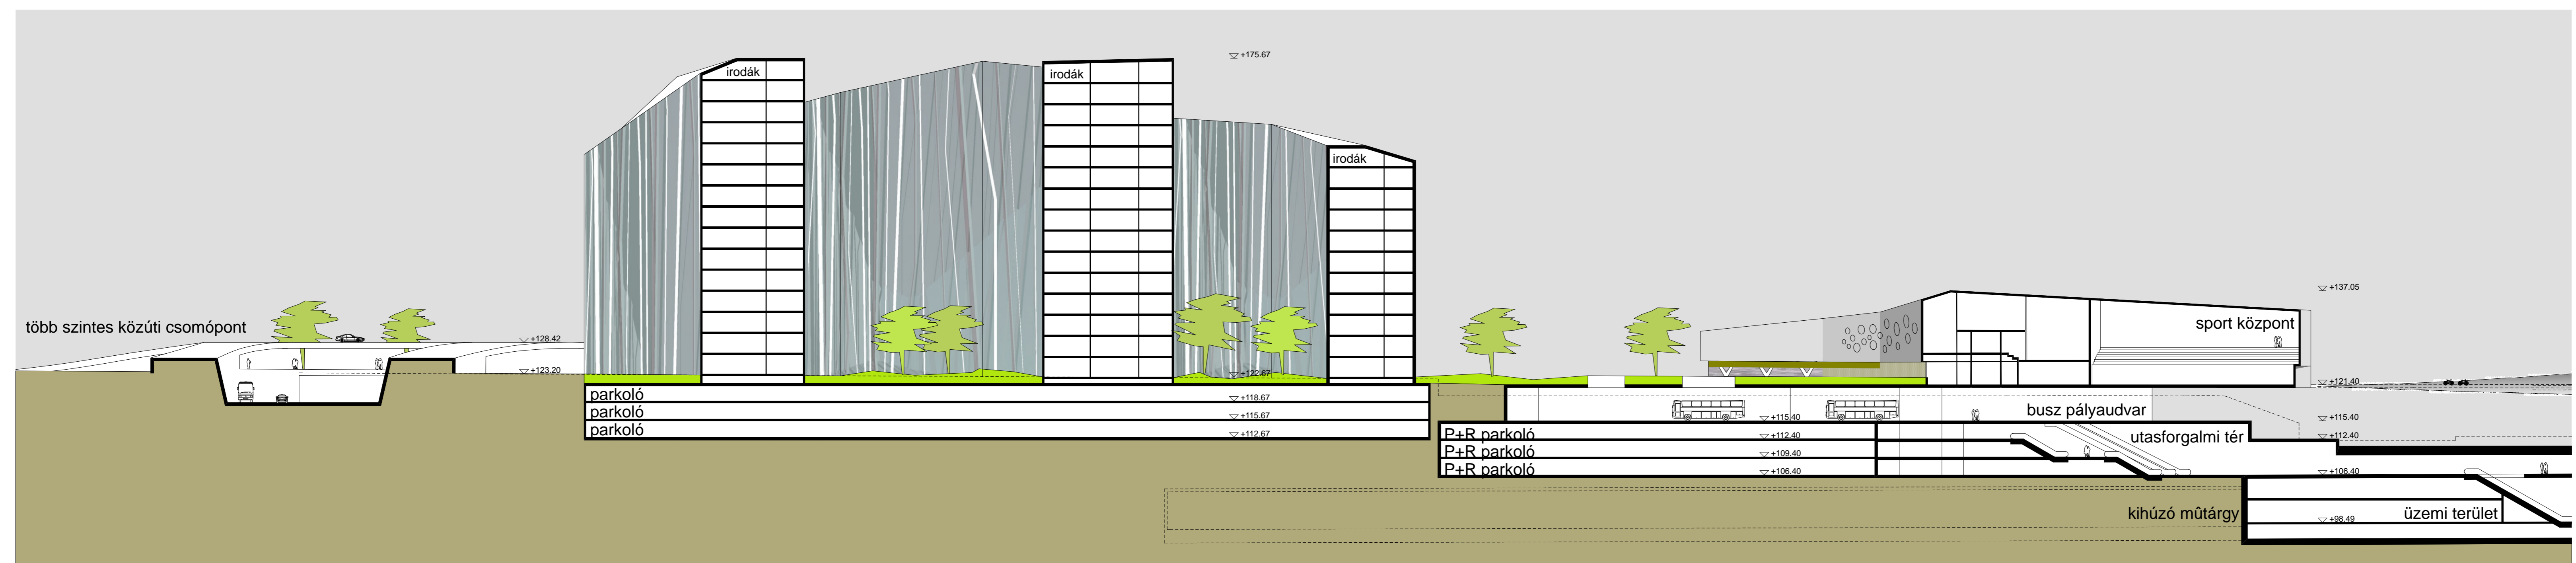 +175.67
irodák
irodák
irodák
+137.05
több szintes közúti csomópont
sport központ
+128.42
+123.20
+122.67
+121.40
parkoló
+118.67
parkoló
+115.67
parkoló
+112.67
busz pályaudvar
+115.40
+115.40
P+R parkoló
+112.40
utasforgalmi tér
+112.40
P+R parkoló
+109.40
P+R parkoló
+106.40
+106.40
kihúzó mûtárgy
+98.49
üzemi terület